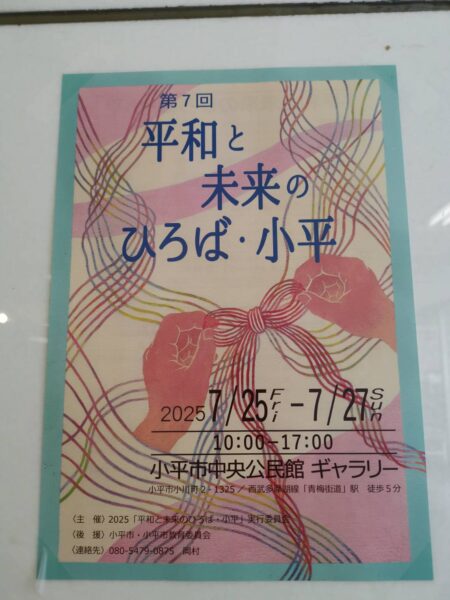 第7回
平和と
未来の
ひろば・小平
2025 7/25 Fri - 7/27 Sun
10:00-17:00
小平市中央公民館 ギャラリー
小平市小川町2-1325 / 西武多摩湖線「青梅街道」駅 徒歩5分
〈主 催〉2025「平和と未来のひろば・小平」実行委員会
〈後 援〉小平市・小平市教育委員会
〈連絡先〉080-5479-0875 岡村